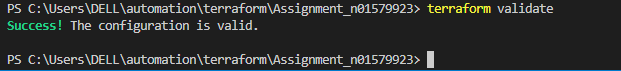 PS C:\Users\DELL\automation\terraform\Assignment_n01579923> terraform validate
Success! The configuration is valid.
PS C:\Users\DELL\automation\terraform\Assignment_n01579923>